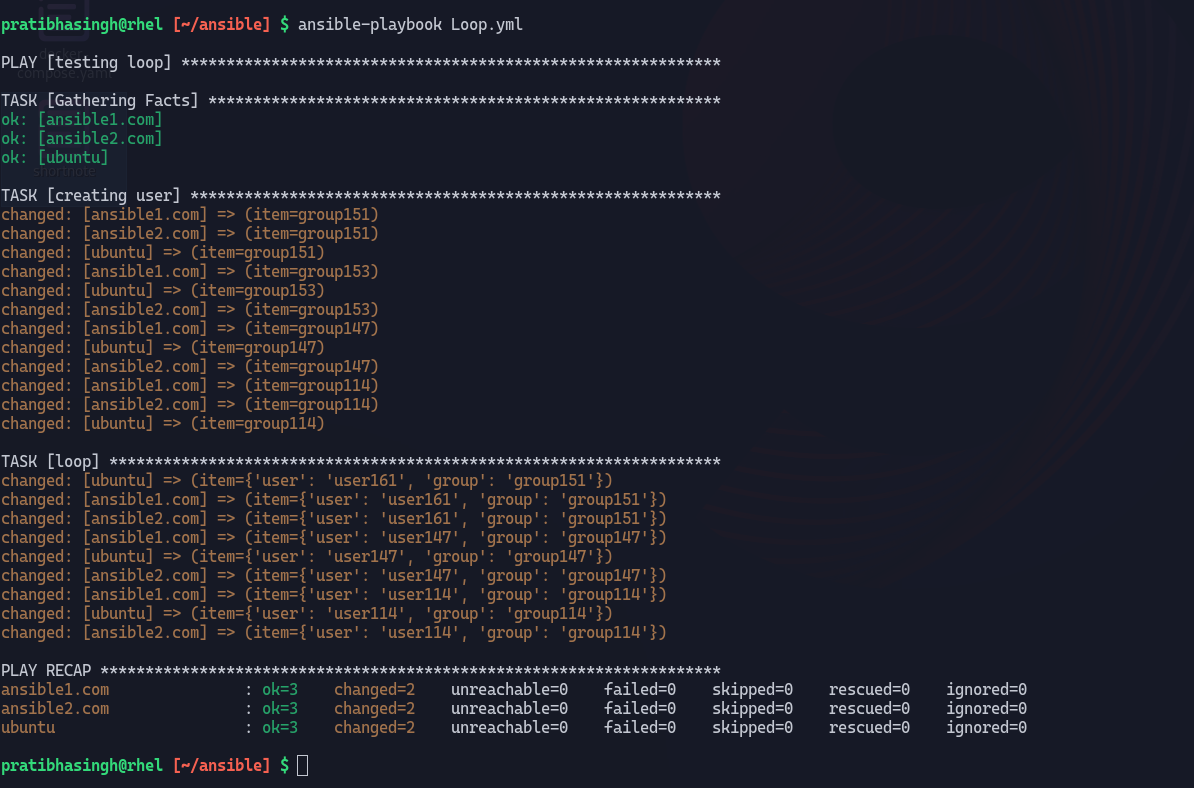 pratibhasingh@rhel [~/ansible] $ ansible-playbook Loop.yml
PLAY [testing loop] ************************************************************
TASK [Gathering Facts] *********************************************************
ok: [ansible1.com]
ok: [ansible2.com]
ok: [ubuntu]
TASK [creating user] ***********************************************************
changed: [ansible1.com] => (item=group151)
changed: [ansible2.com] => (item=group151)
changed: [ubuntu] => (item=group151)
changed: [ansible1.com] => (item=group153)
changed: [ubuntu] => (item=group153)
changed: [ansible2.com] => (item=group153)
changed: [ansible1.com] => (item=group147)
changed: [ubuntu] => (item=group147)
changed: [ansible2.com] => (item=group147)
changed: [ansible1.com] => (item=group114)
changed: [ansible2.com] => (item=group114)
changed: [ubuntu] => (item=group114)
TASK [loop] ********************************************************************
changed: [ubuntu] => (item={'user': 'user161', 'group': 'group151'})
changed: [ansible1.com] => (item={'user': 'user161', 'group': 'group151'})
changed: [ansible2.com] => (item={'user': 'user161', 'group': 'group151'})
changed: [ansible1.com] => (item={'user': 'user147', 'group': 'group147'})
changed: [ubuntu] => (item={'user': 'user147', 'group': 'group147'})
changed: [ansible2.com] => (item={'user': 'user147', 'group': 'group147'})
changed: [ansible1.com] => (item={'user': 'user114', 'group': 'group114'})
changed: [ubuntu] => (item={'user': 'user114', 'group': 'group114'})
changed: [ansible2.com] => (item={'user': 'user114', 'group': 'group114'})
PLAY RECAP *********************************************************************
ansible1.com : ok=3 changed=2 unreachable=0 failed=0 skipped=0 rescued=0 ignored=0
ansible2.com : ok=3 changed=2 unreachable=0 failed=0 skipped=0 rescued=0 ignored=0
ubuntu : ok=3 changed=2 unreachable=0 failed=0 skipped=0 rescued=0 ignored=0
pratibhasingh@rhel [~/ansible] $
docker-
compose.yaml
shortnote